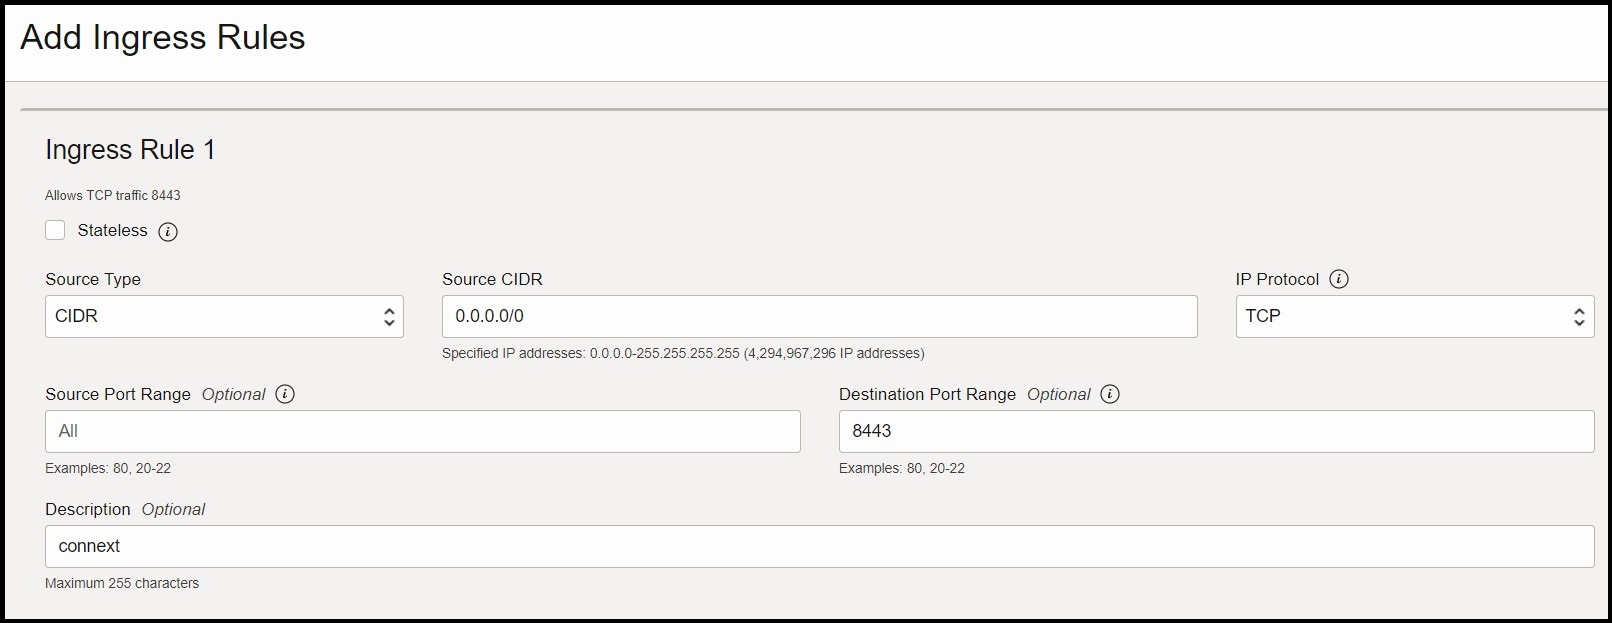 Add Ingress Rules
Ingress Rule 1
Allows TCP traffic 8443
Stateless
Source Type
Source CIDR
IP Protocol
CIDR
0.0.0.0/0
TCP
Specified IP addresses: 0.0.0.0-255.255.255.255 (4,294,967,296 IP addresses)
Source Port Range Optional
Destination Port Range Optional
All
8443
Examples: 80, 20-22
Examples: 80, 20-22
Description Optional
connext
Maximum 255 characters